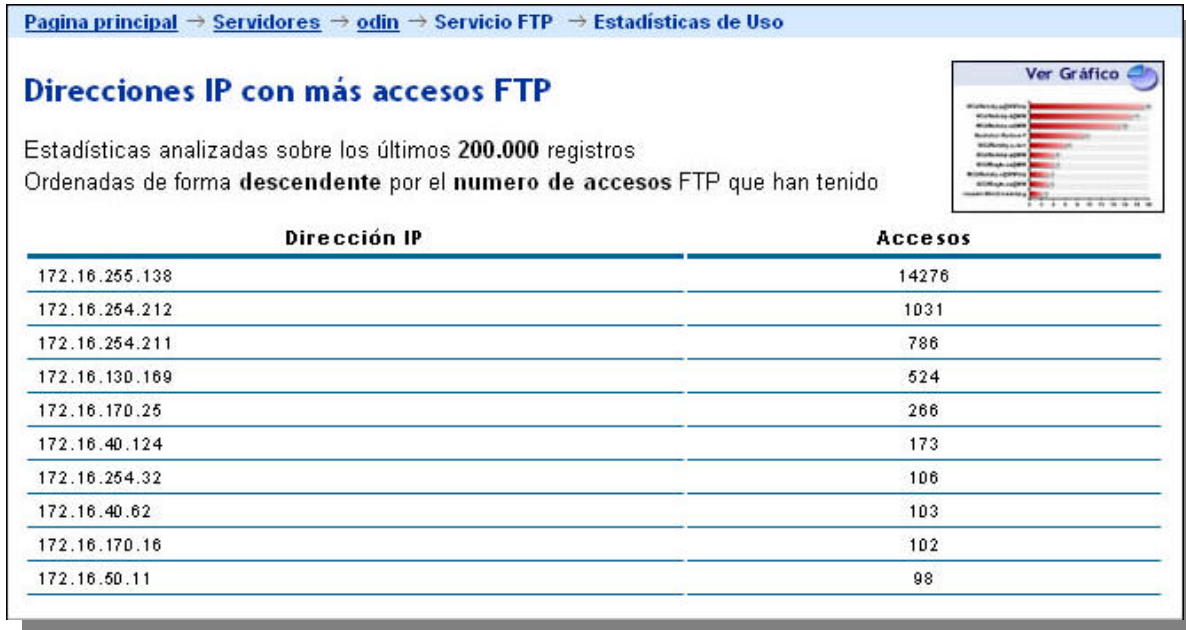 Pagina principal → Servidores → odin → Servicio FTP → Estadísticas de Uso
Ver Gráfico
Direcciones IP con más accesos FTP
Estadísticas analizadas sobre los últimos 200.000 registros
Ordenadas de forma descendente por el numero de accesos FTP que han tenido
Dirección IP Accesos
172.16.255.138 14276
172.16.254.212 1031
172.16.254.211 786
172.16.130.169 524
172.16.170.25 266
172.16.40.124 173
172.16.254.32 106
172.16.40.62 103
172.16.170.16 102
172.16.50.11 98